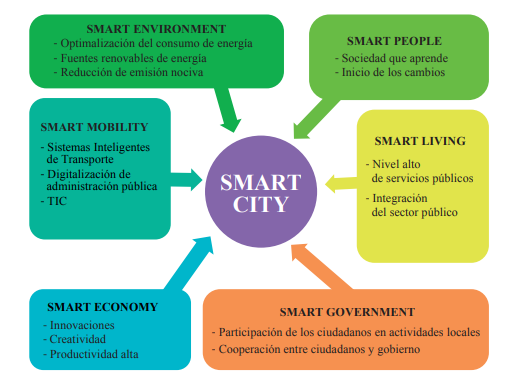 SMART ENVIRONMENT
- Optimalización del consumo de energía
- Fuentes renovables de energía
- Reducción de emisión nociva
SMART PEOPLE
- Sociedad que aprende
- Inicio de los cambios
SMART MOBILITY
- Sistemas Inteligentes
de Transporte
- Digitalización de
administración pública
- TIC
SMART
CITY
SMART LIVING
- Nivel alto
de servicios públicos
- Integración
del sector público
SMART ECONOMY
- Innovaciones
- Creatividad
- Productividad alta
SMART GOVERNMENT
- Participación de los ciudadanos en actividades locales
- Cooperación entre ciudadanos y gobierno